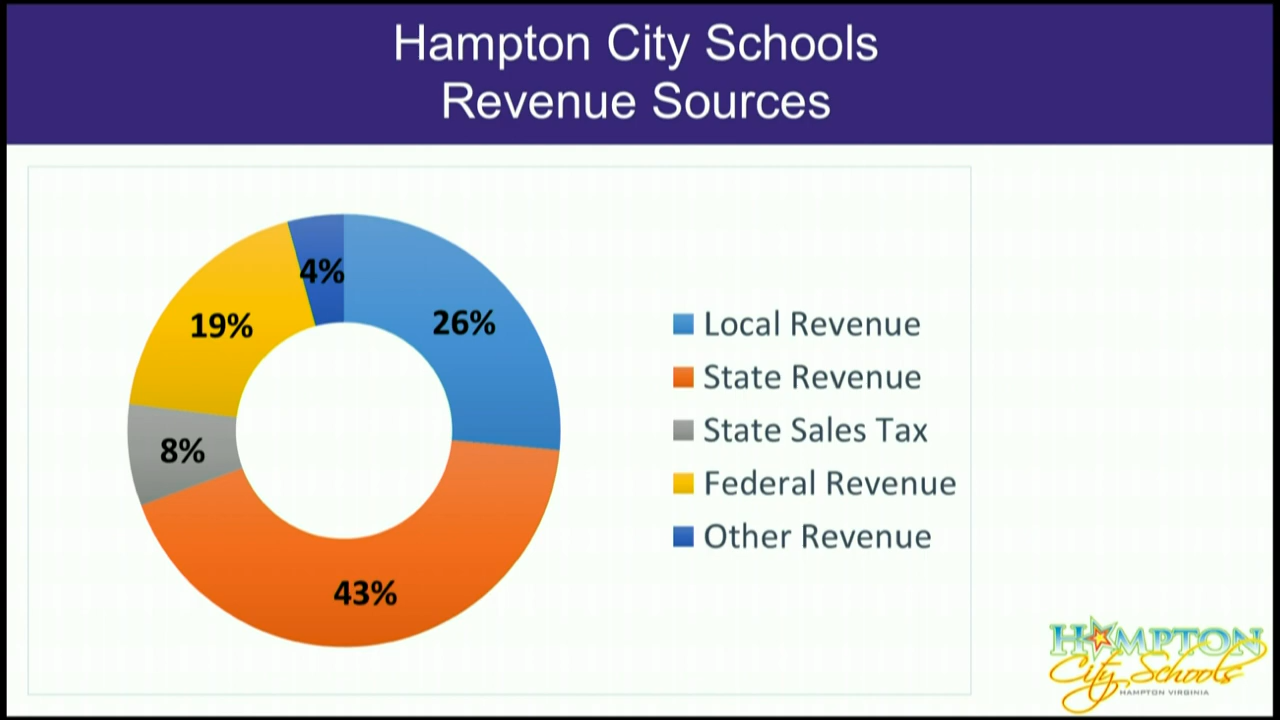 Hampton City Schools
Revenue Sources
4%
26%
19%
8%
43%
Local Revenue
State Revenue
State Sales Tax
Federal Revenue
Other Revenue
HAMPTON
City Schools
HAMPTON VIRGINIA